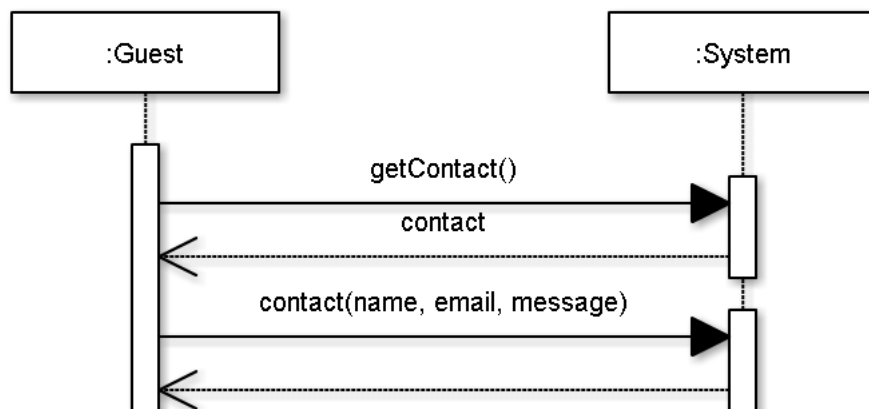 :Guest
:System
getContact()
contact
contact(name, email, message)